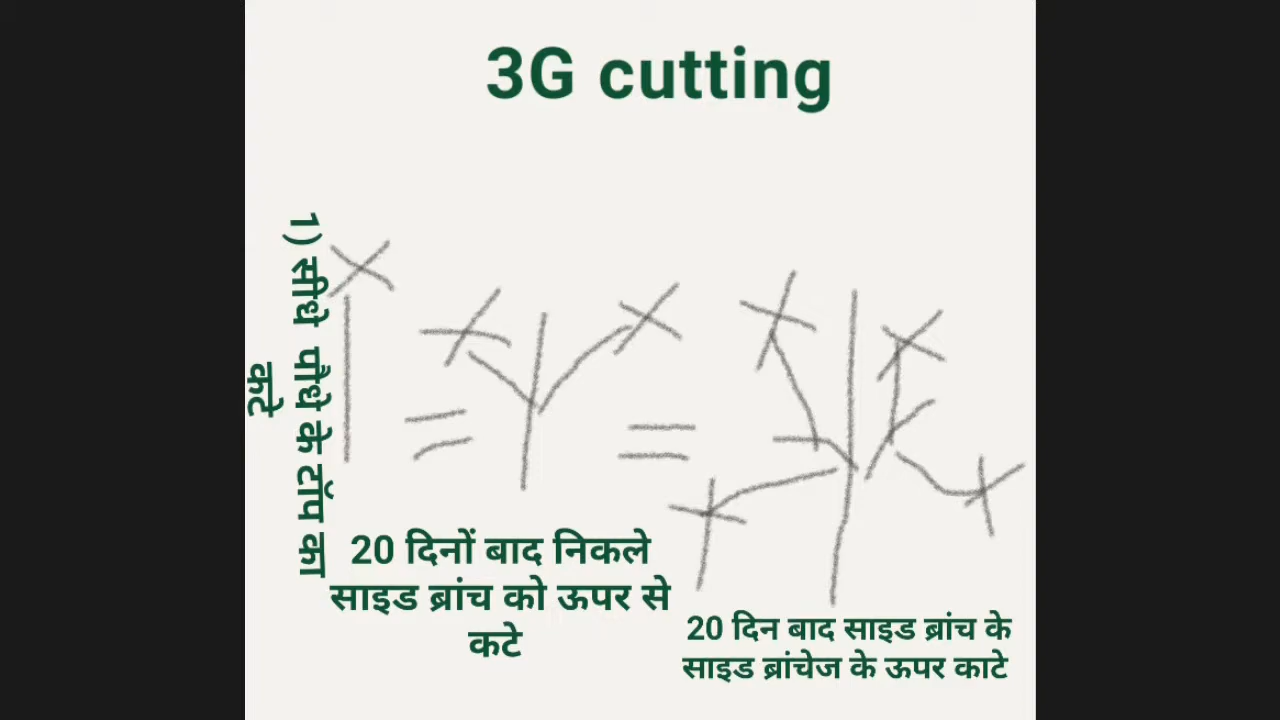 3G cutting
1) सीधे पौधे के टॉप का
कटे
20 दिनों बाद निकले
साइड ब्रांच को ऊपर से
कटे
20 दिन बाद साइड ब्रांच के
साइड ब्रांचेज के ऊपर काटे